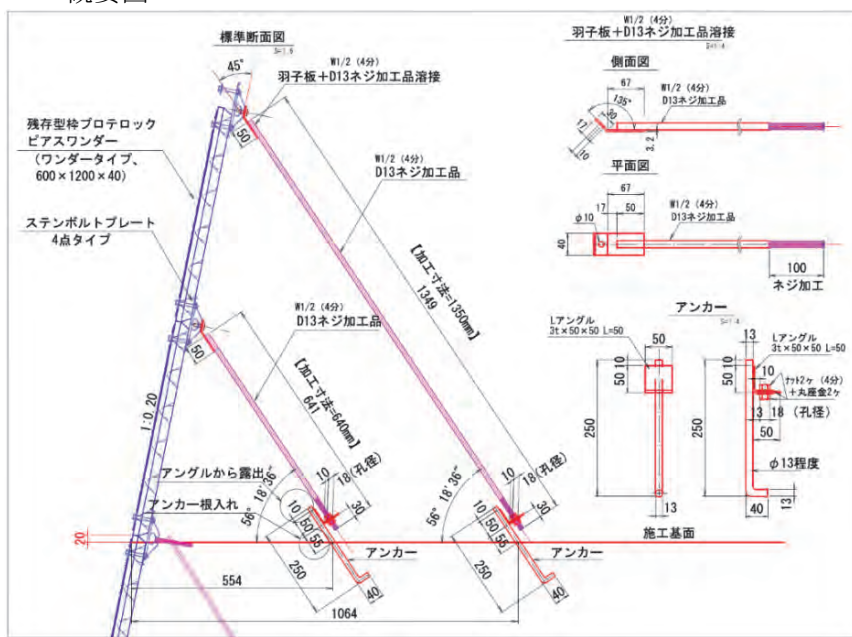 標準断面図
45°
W1/2 (4分)
羽子板+D13ネジ加工品溶接
50
残存型枠プロテロック
ピアスワンダー
(ワンダータイプ、
600×1200×40)
ステンボルトプレート
4点タイプ
W1/2 (4分)
D13ネジ加工品
【加工寸法=1350mm】
1349
W1/2 (4分)
D13ネジ加工品
50
【加工寸法=640mm】
641
1:0.20
アングルから露出
アンカー根入れ
56° 18'36"
10
18(孔径)
30
10
50
55
250
アンカー
40
56° 18'36"
10
18(孔径)
30
10
50
55
250
アンカー
40
施工基面
20
554
1064
W1/2 (4分)
羽子板+D13ネジ加工品溶接
側面図
67
W1/2 (4分)
D13ネジ加工品
135°
30
17
10
3.2
平面図
67
17
50
W1/2 (4分)
D13ネジ加工品
φ10
40
100
ネジ加工
アンカー
Lアングル
3t×50×50 L=50
50
50 10
250
13
13
Lアングル
3t×50×50 L=50
10
ナット2ヶ (4分)
+丸座金2ヶ
50 10
13
18 (孔径)
50
250
φ13程度
40
13